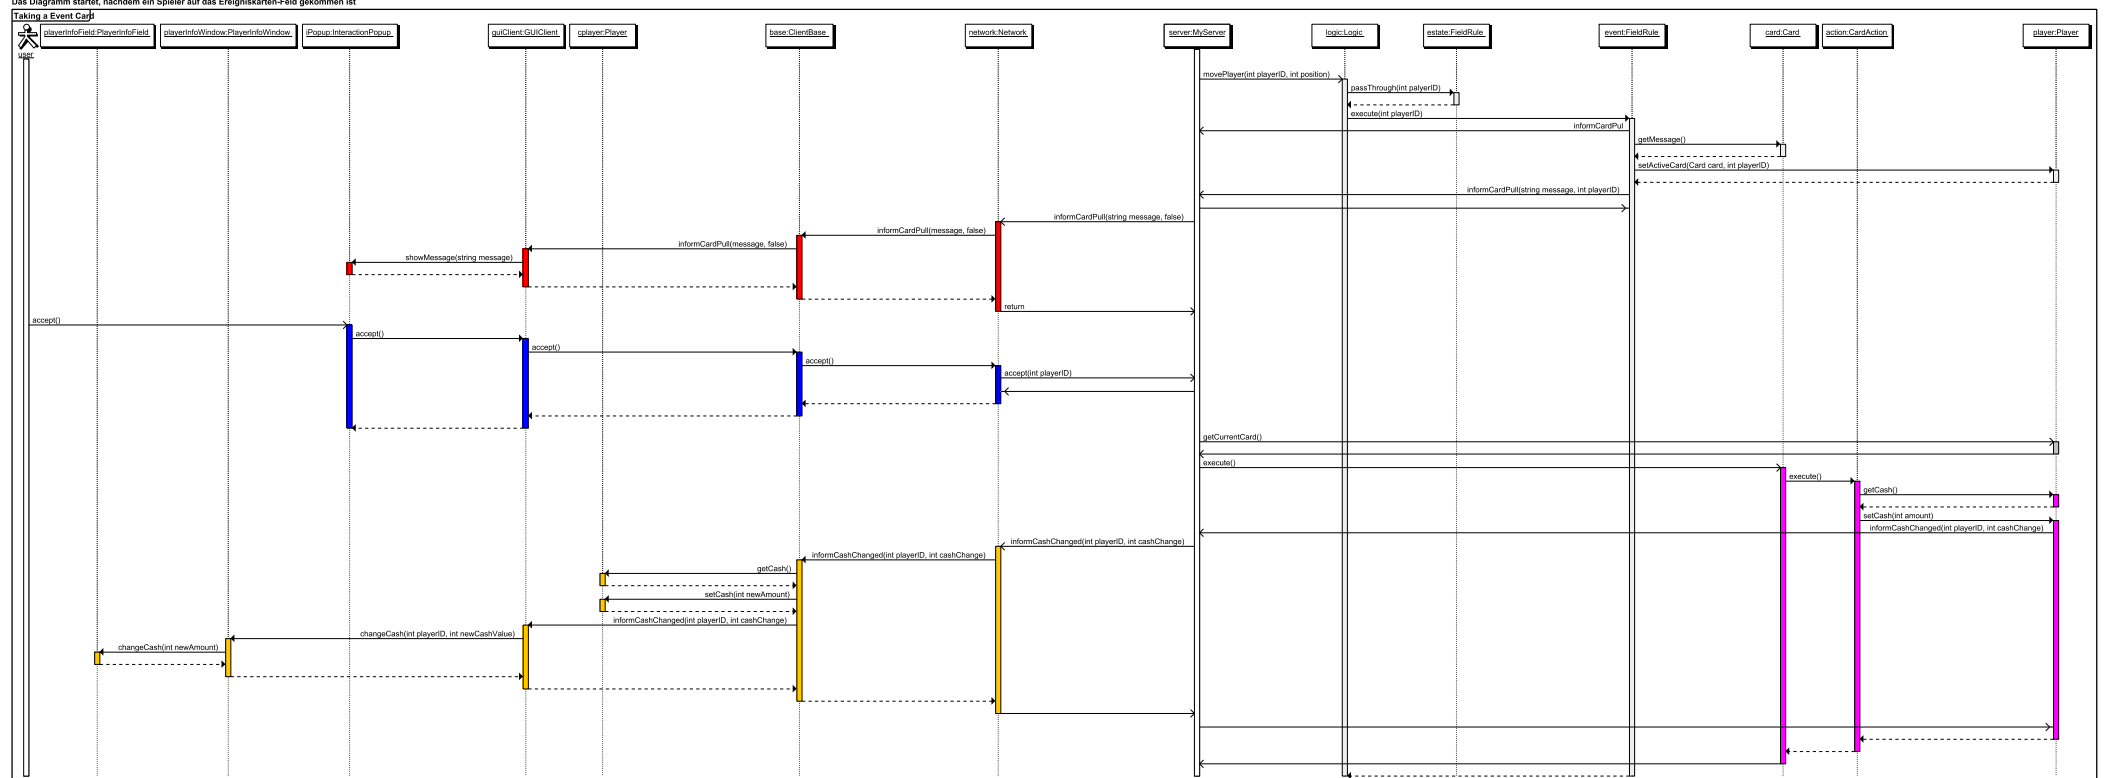 Das Diagramm startet, nachdem ein Spieler auf das Ereigniskarten-Feld gekommen ist
Taking a Event Card
user
playerInfoField:PlayerInfoField
playerInfoWindow:PlayerInfoWindow
iPopup:InteractionPopup
guiClient:GUIClient
cplayer:Player
base:ClientBase
network:Network
server:MyServer
logic:Logic
estate:FieldRule
event:FieldRule
card:Card
action:CardAction
player:Player
movePlayer(int playerID, int position)
passThrough(int palyerID)
execute(int playerID)
informCardPul
getMessage()
setActiveCard(Card card, int playerID)
informCardPull(string message, int playerID)
informCardPull(string message, false)
informCardPull(message, false)
informCardPull(message, false)
showMessage(string message)
return
accept()
accept()
accept()
accept()
accept(int playerID)
getCurrentCard()
execute()
execute()
getCash()
setCash(int amount)
informCashChanged(int playerID, int cashChange)
informCashChanged(int playerID, int cashChange)
informCashChanged(int playerID, int cashChange)
getCash()
setCash(int newAmount)
informCashChanged(int playerID, int cashChange)
changeCash(int playerID, int newCashValue)
changeCash(int newAmount)